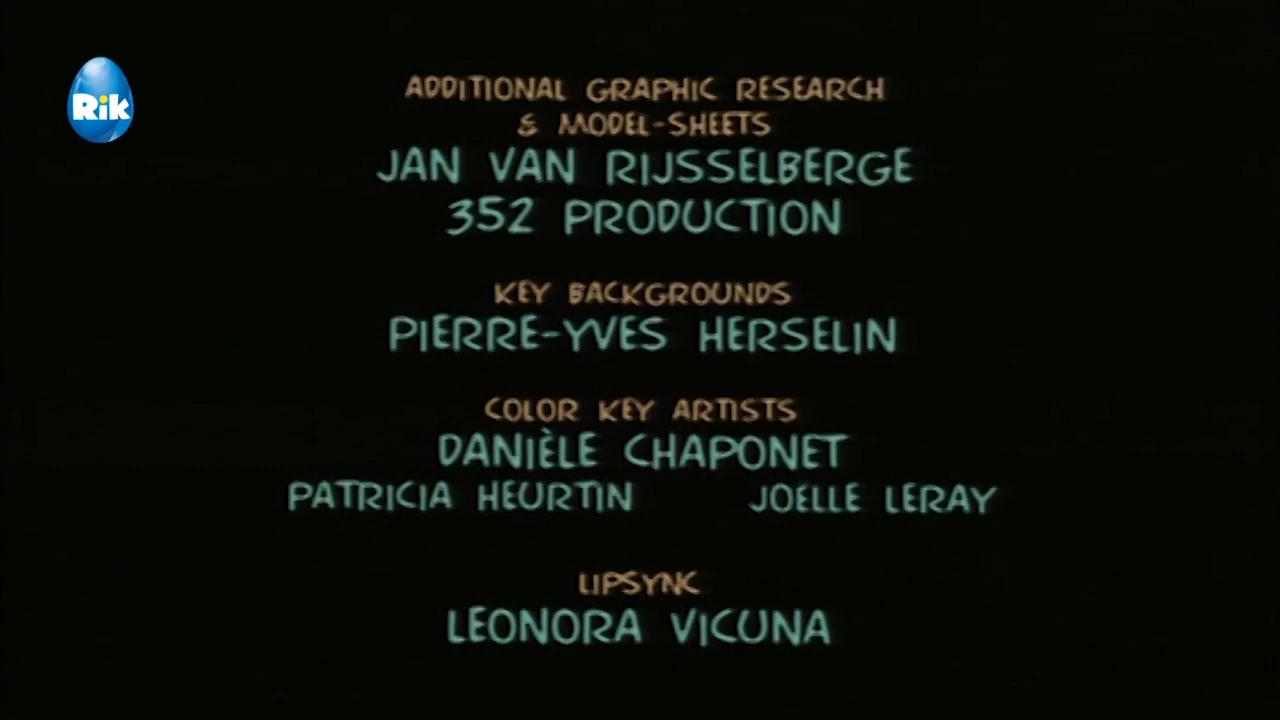 Rik
ADDITIONAL GRAPHIC RESEARCH
& MODEL-SHEETS
JAN VAN RIJSSELBERGE
352 PRODUCTION
KEY BACKGROUNDS
PIERRE-YVES HERSELIN
COLOR KEY ARTISTS
DANIÈLE CHAPONET
PATRICIA HEURTIN JOELLE LERAY
LIPSYNC
LEONORA VICUNA